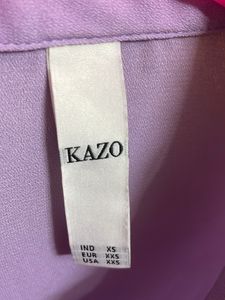 KAZO
IND XS
EUR XXS
USA XXS